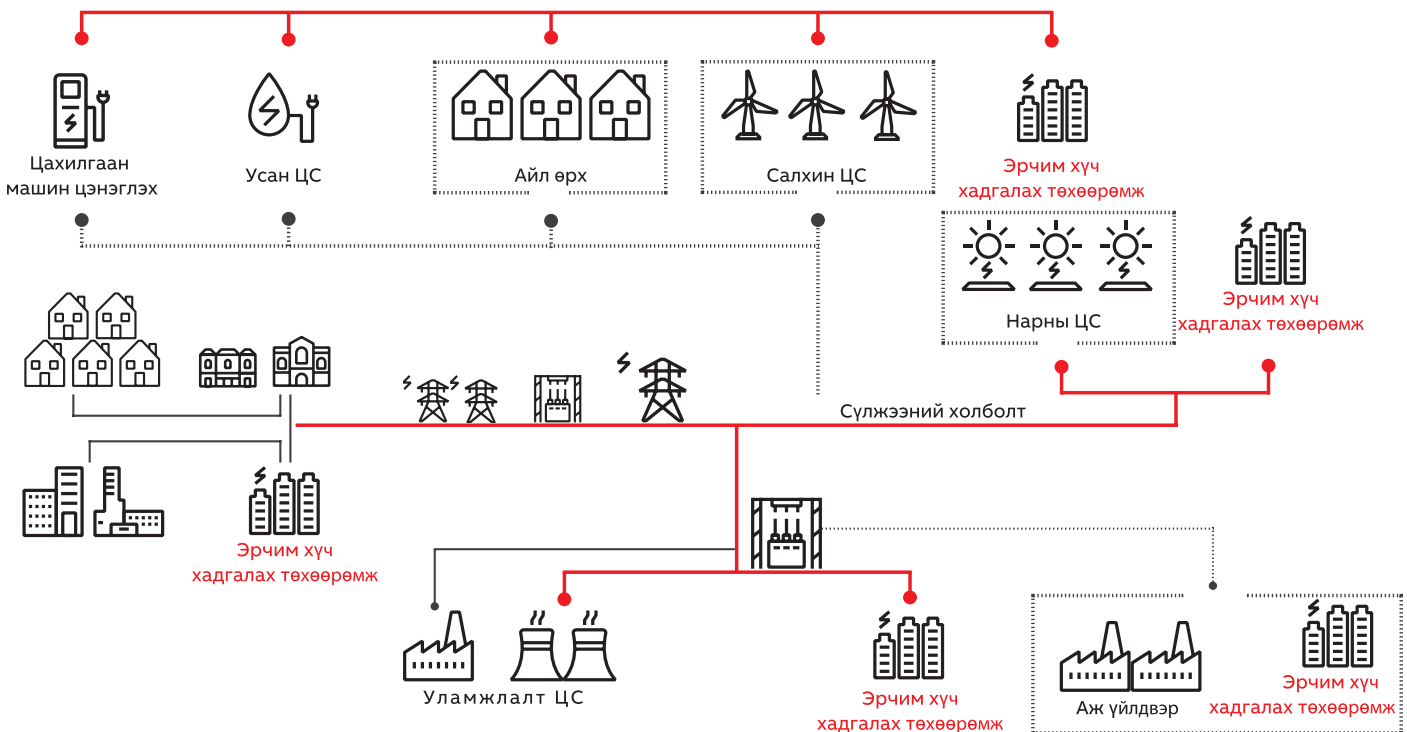 Цахилгаан
машин цэнэглэх
Усан ЦС
Айл өрх
Салхин ЦС
Эрчим хүч
хадгалах төхөөрөмж
Нарны ЦС
Эрчим хүч
хадгалах төхөөрөмж
Сүлжээний холболт
Эрчим хүч
хадгалах төхөөрөмж
Уламжлалт ЦС
Эрчим хүч
хадгалах төхөөрөмж
Аж үйлдвэр
Эрчим хүч
хадгалах төхөөрөмж